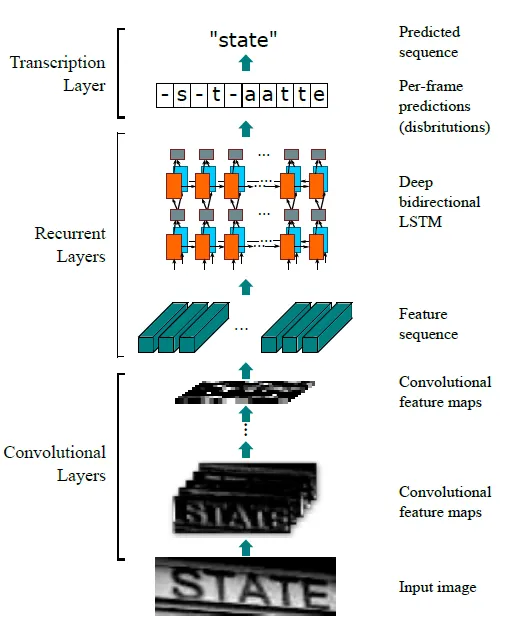 "state"
Predicted
sequence
Transcription
Layer
- s - t - a a t t e
Per-frame
predictions
(disbritutions)
...
...
Deep
bidirectional
LSTM
Recurrent
Layers
...
...
...
Feature
sequence
Convolutional
feature maps
...
Convolutional
Layers
STATE
Convolutional
feature maps
STATE
Input image